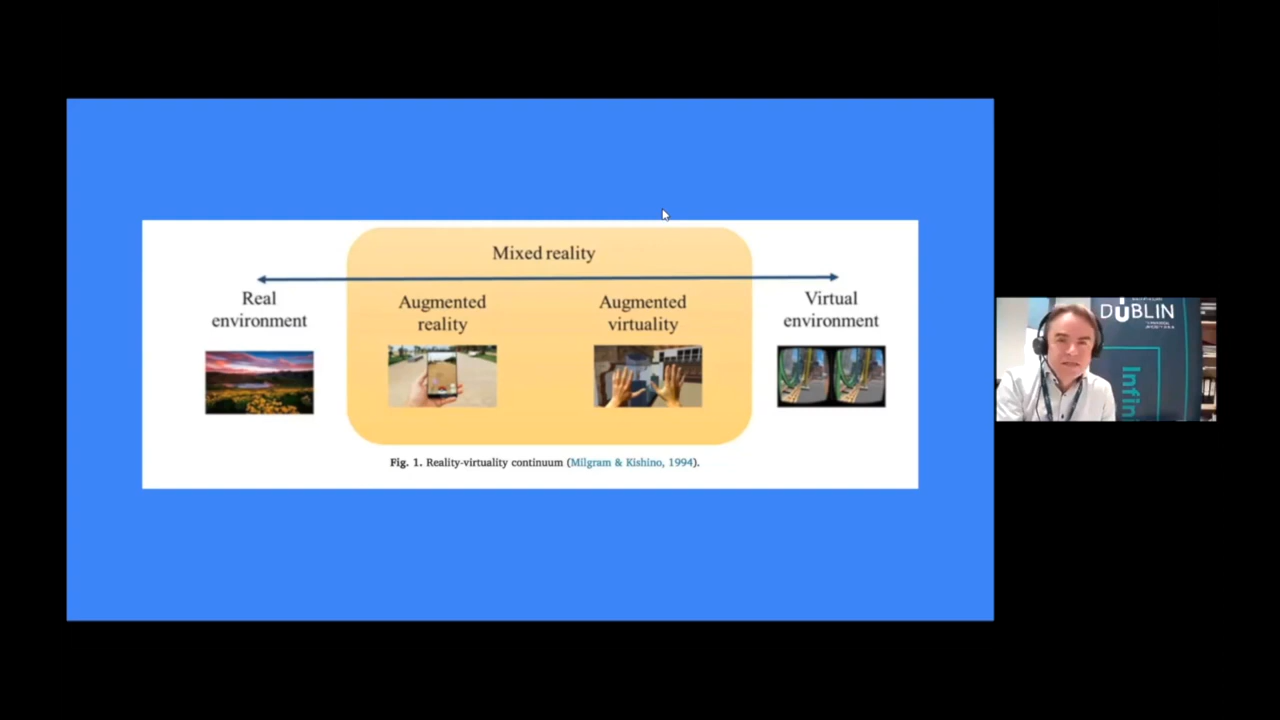 Mixed reality
Real
environment
Augmented
reality
Augmented
virtuality
Virtual
environment
Fig. 1. Reality-virtuality continuum (Milgram & Kishino, 1994).
DUBLIN
Infini